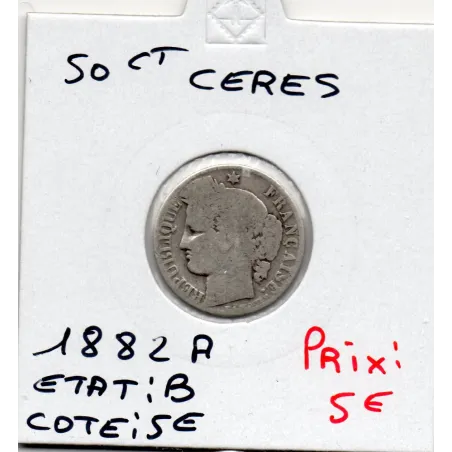 50 CT CERES
REPUBLIQUE FRANÇAISE
1882 A
ETAT: B
COTE: 5€
Prix:
5€